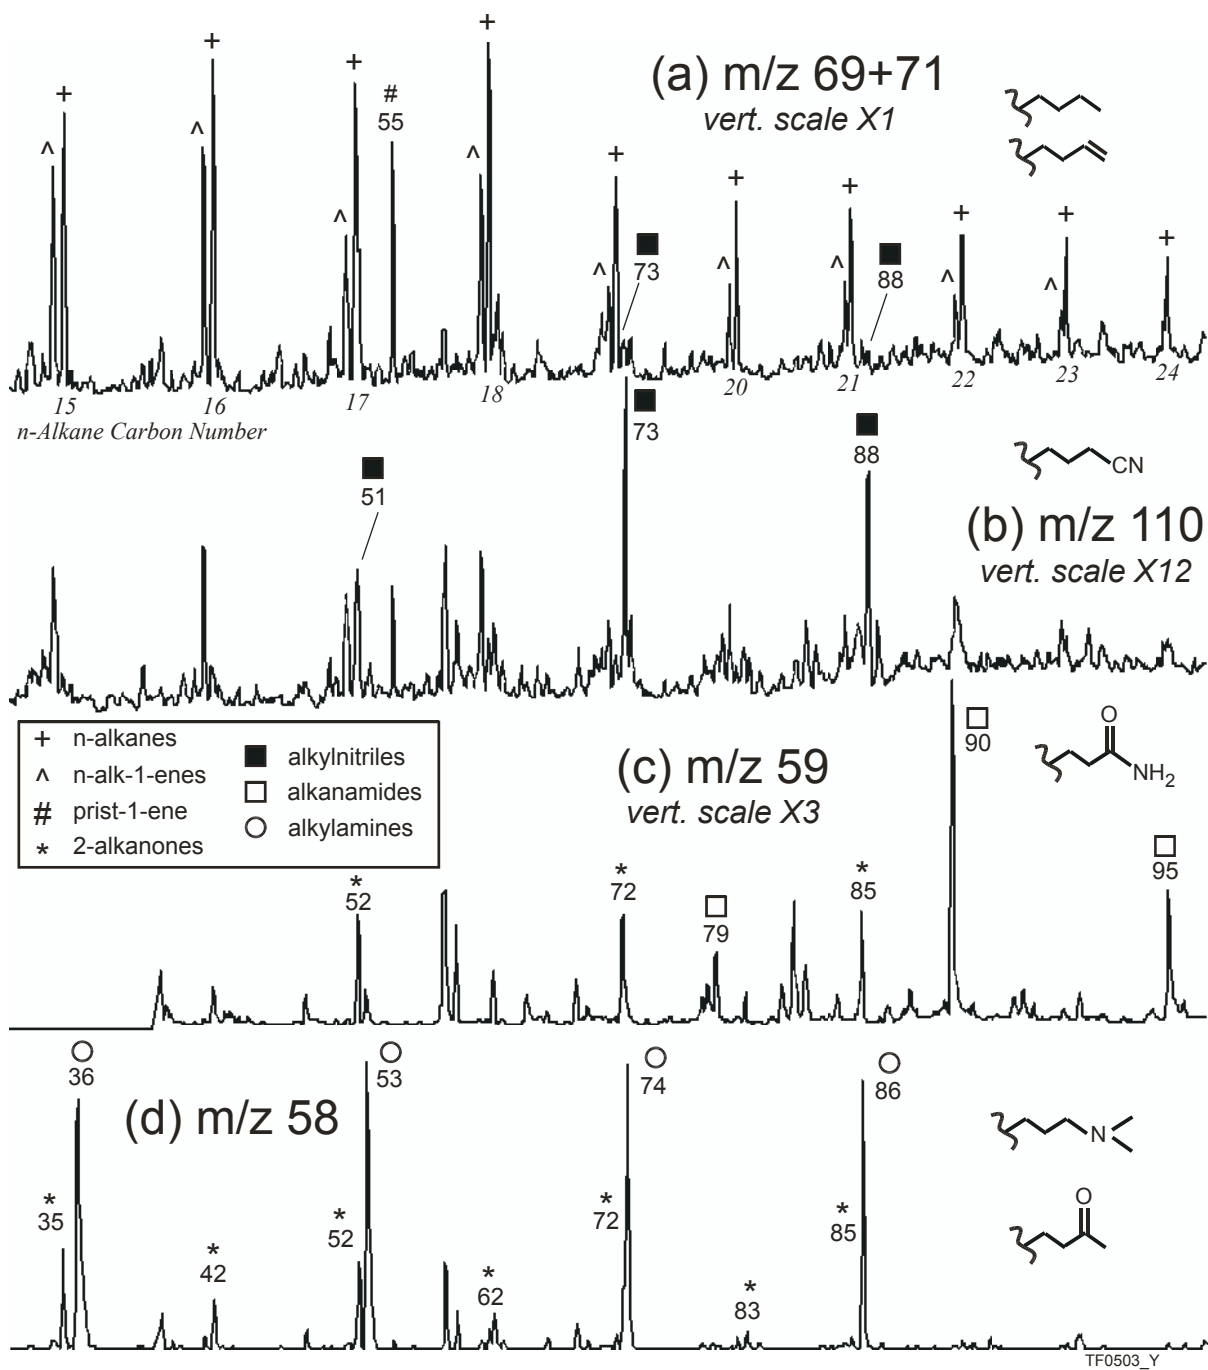 + + + + + + + + + +
^ ^ ^ ^ ^ ^ ^ ^ ^
#
55
(a) m/z 69+71
vert. scale X1
■ ■
73 88
15 16 17 18 20 21 22 23 24
n-Alkane Carbon Number
■ ■ ■
51 73 88
CN
(b) m/z 110
vert. scale X12
+ n-alkanes
^ n-alk-1-enes
# prist-1-ene
* 2-alkanones
■ alkylnitriles
□ alkanamides
○ alkylamines
(c) m/z 59
vert. scale X3
O
NH₂
* * □ * □ □
52 72 79 85 90 95
(d) m/z 58
○ ○ ○ ○
36 53 74 86
* * * * * * *
35 42 52 62 72 83 85
N
O
TF0503_Y